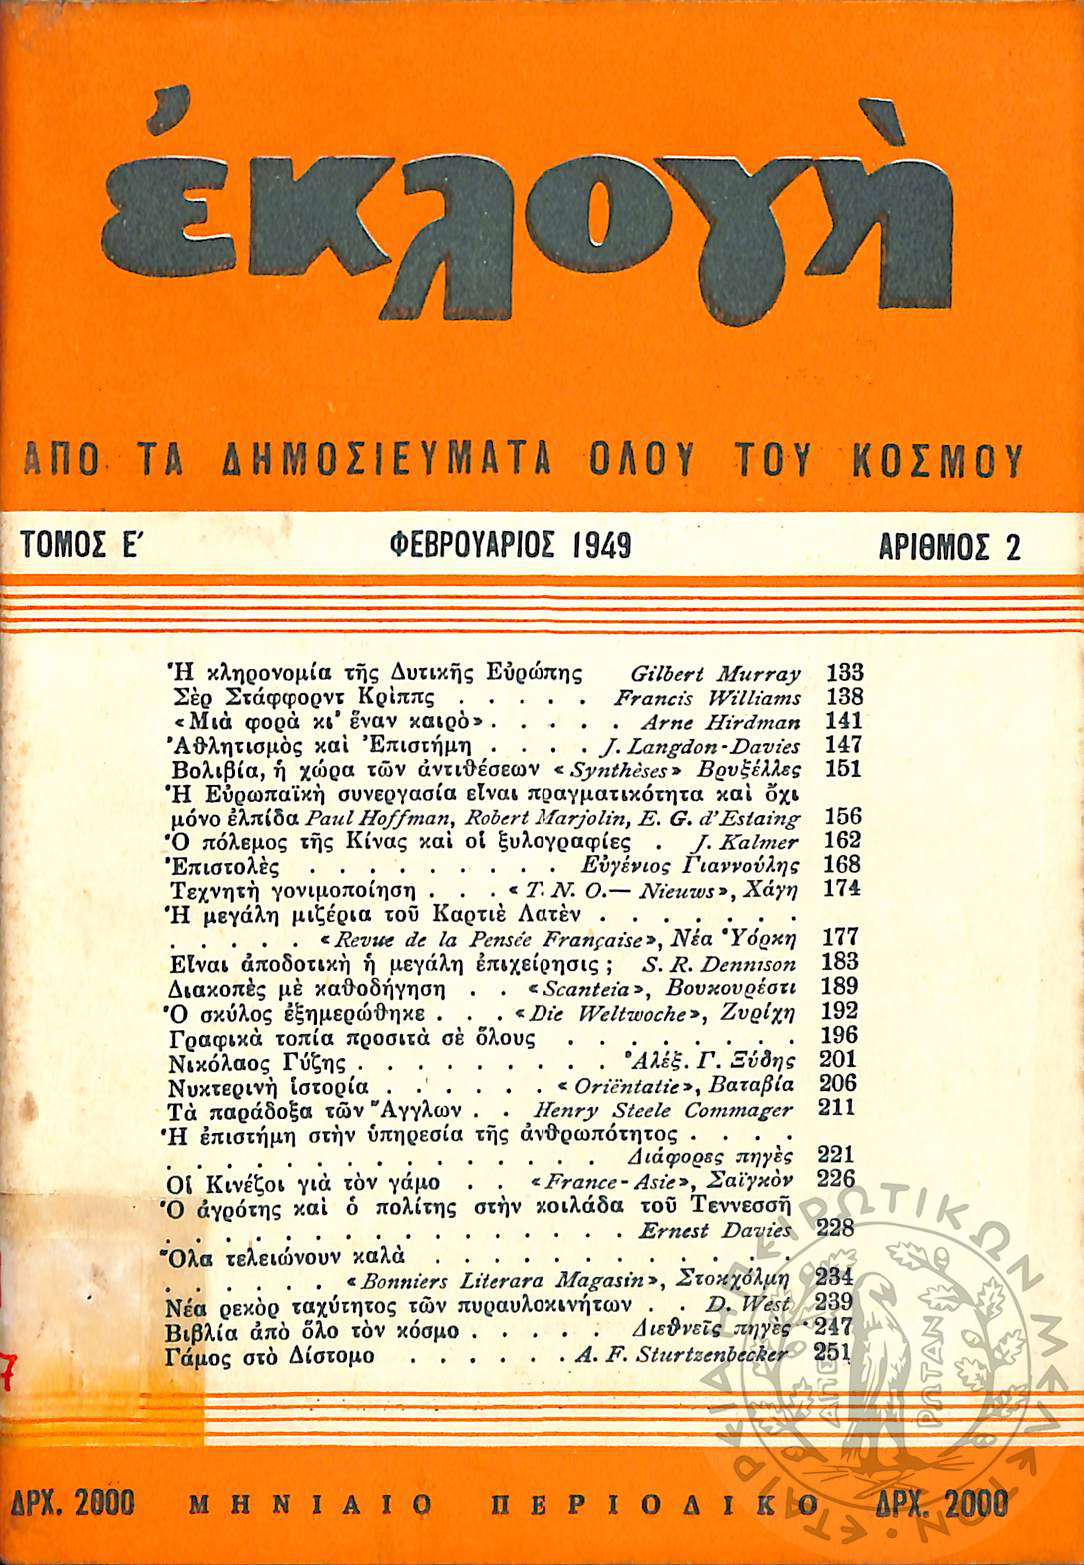 ἐκλογὴ
ΑΠΟ ΤΑ ΔΗΜΟΣΙΕΥΜΑΤΑ ΟΛΟΥ ΤΟΥ ΚΟΣΜΟΥ
ΤΟΜΟΣ Ε′ ΦΕΒΡΟΥΑΡΙΟΣ 1949 ΑΡΙΘΜΟΣ 2
Ἡ κληρονομία τῆς Δυτικῆς Εὐρώπης Gilbert Murray 133
Σὲρ Στάφφορντ Κρὶππς . . . . . Francis Williams 138
«Μιὰ φορὰ κι' ἕναν καιρὸ» . . . . . Arne Hirdman 141
Ἀθλητισμὸς καὶ Ἐπιστήμη . . . . J. Langdon-Davies 147
Βολιβία, ἡ χώρα τῶν ἀντιθέσεων «Synthèses» Βρυξέλλες 151
Ἡ Εὐρωπαϊκὴ συνεργασία εἶναι πραγματικότητα καὶ ὄχι
μόνο ἐλπίδα Paul Hoffman, Robert Marjolin, E. G. d'Estaing 156
Ὁ πόλεμος τῆς Κίνας καὶ οἱ ξυλογραφίες . J. Kalmer 162
Ἐπιστολὲς . . . . . . . . . Εὐγένιος Γιαννούλης 168
Τεχνητὴ γονιμοποίηση . . . «T. N. O.— Nieuws», Χάγη 174
Ἡ μεγάλη μιζέρια τοῦ Καρτιὲ Λατὲν . . . . . . .
. . . . . «Revue de la Pensée Française», Νέα Ὑόρκη 177
Εἶναι ἀποδοτικὴ ἡ μεγάλη ἐπιχείρησις ; S. R. Dennison 183
Διακοπὲς μὲ καθοδήγηση . . «Scanteia», Βουκουρέστι 189
Ὁ σκύλος ἐξημερώθηκε . . . «Die Weltwoche», Ζυρίχη 192
Γραφικὰ τοπία προσιτὰ σὲ ὅλους . . . . . . . . 196
Νικόλαος Γύζης . . . . . . . . . Ἀλέξ. Γ. Ξύδης 201
Νυκτερινὴ ἱστορία . . . . . . «Oriëntatie», Βαταβία 206
Τὰ παράδοξα τῶν Ἄγγλων . . Henry Steele Commager 211
Ἡ ἐπιστήμη στὴν ὑπηρεσία τῆς ἀνθρωπότητος . . . .
. . . . . . . . . . . . . . . Διάφορες πηγὲς 221
Οἱ Κινέζοι γιὰ τὸν γάμο . . «France-Asie», Σαϊγκὸν 226
Ὁ ἀγρότης καὶ ὁ πολίτης στὴν κοιλάδα τοῦ Τεννεσσῆ
. . . . . . . . . . . . . . . . Ernest Davies 228
Ὅλα τελειώνουν καλὰ . . . . . . . . . . . .
. . . . . . «Bonniers Literara Magasin», Στοκχόλμη 234
Νέα ρεκὸρ ταχύτητος τῶν πυραυλοκινήτων . . D. West 239
Βιβλία ἀπὸ ὅλο τὸν κόσμο . . . . . Διεθνεῖς πηγὲς 247
Γάμος στὸ Δίστομο . . . . . . A. F. Sturtzenbecker 251
7
ΔΡΧ. 2000 ΜΗΝΙΑΙΟ ΠΕΡΙΟΔΙΚΟ ΔΡΧ. 2000
ΕΤΑΙΡΕΙΑ ΗΠΕΙΡΩΤΙΚΩΝ ΜΕΛΕΤΩΝ
ΑΠΕΙ ΡΩΤΑΝ